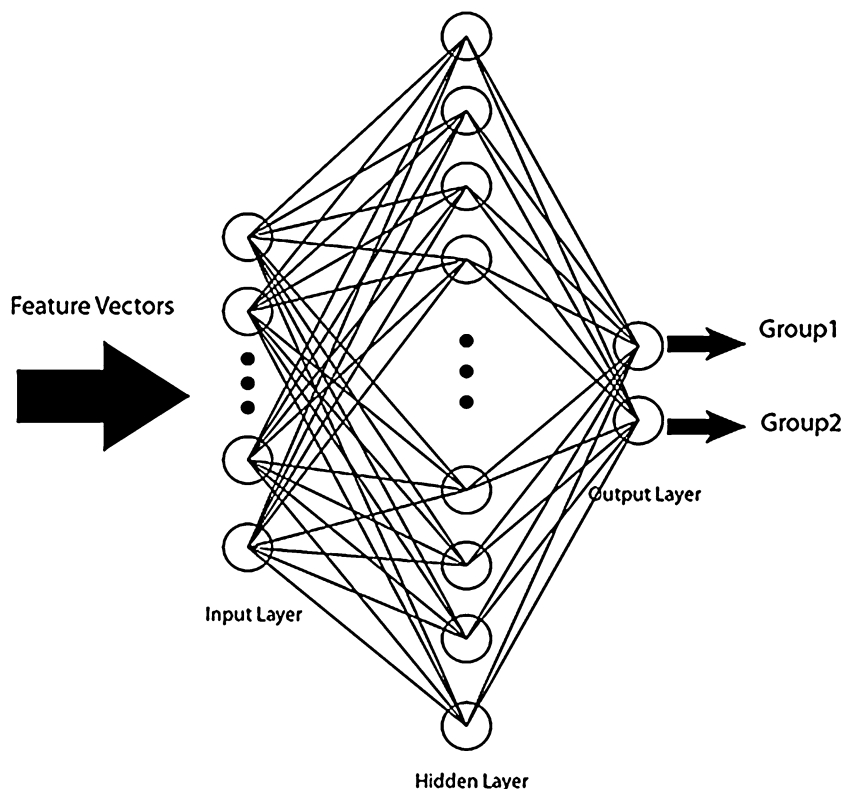 Feature Vectors
Input Layer
Hidden Layer
Output Layer
Group1
Group2